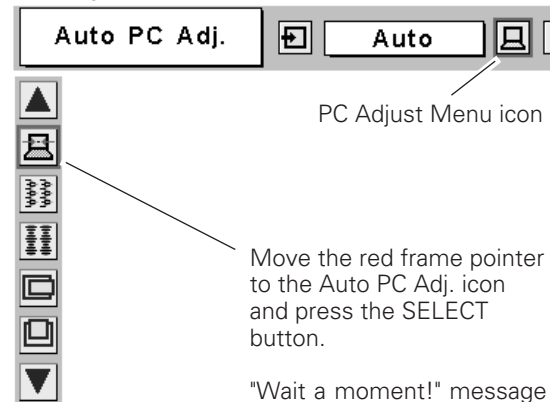 Auto PC Adj.
Auto
PC Adjust Menu icon
Move the red frame pointer
to the Auto PC Adj. icon
and press the SELECT
button.
"Wait a moment!" message